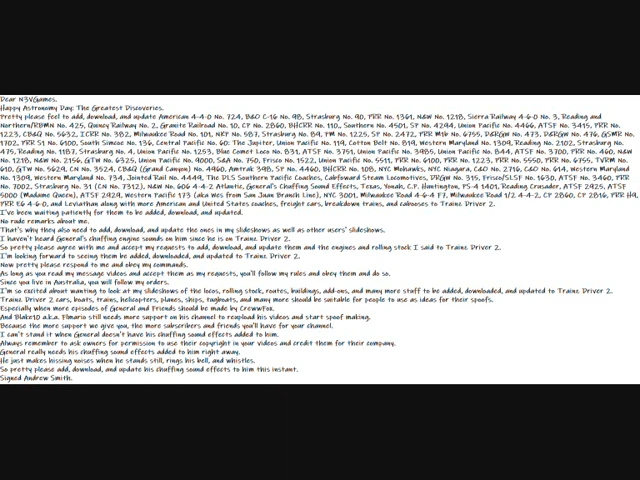 Dear N3VGames,
Happy Astronomy Day: The Greatest Discoveries.
Pretty please feel to add, download, and update American 4-4-0 No. 724, B&O C-16 No. 98, Strasburg No. 90, PRR No. 1361, N&W No. 1218, Sierra Railway 4-6-0 No. 3, Reading and
Northern/RBMN No. 425, Quincy Railway No. 2, Granite Railroad No. 10, CP No. 2860, BHCRR No. 110,, Southern No. 4501, SP No. 4294, Union Pacific No. 4466, ATSF No. 3415, PRR No.
1223, CB&Q No. 5632, ICRR No. 382, Milwaukee Road No. 101, NKP No. 587, Strasburg No. 89, PM No. 1225, SP No. 2472, PRR M1b No. 6755, D&RGW No. 473, D&RGW No. 476, GSMR No.
1702, PRR S1 No. 6100, South Simcoe No. 136, Central Pacific No. 60: The Jupiter, Union Pacific No. 119, Cotton Belt No. 819, Western Maryland No. 1309, Reading No. 2102, Strasburg No.
475, Reading No. 1187, Strasburg No. 4, Union Pacific No. 1253, Blue Comet Loco No. 831, ATSF No. 3751, Union Pacific No. 3985, Union Pacific No. 844, ATSF No. 3700, PRR No. 460, N&W
No. 1218, N&W No. 2156, GTW No. 6325, Union Pacific No. 9000, S&A No. 750, Frisco No. 1522, Union Pacific No. 5511, PRR No. 6100, PRR No. 1223, PRR No. 5550, PRR No. 6755, TVRM No.
610, GTW No. 5629, CN No. 3524, CB&Q (Grand Canyon) No. 4960, Amtrak 398, SP No. 4460, BHCRR No. 108, NYC Mohawks, NYC Niagara, C&O No. 2716, C&O No. 614, Western Maryland
No. 1309, Western Maryland No. 734, Jointed Rail No. 4449, The DLS Southern Pacific Coaches, Cabfoward Steam Locomotives, DRGW No. 315, Frisco/SLSF No. 1630, ATSF No. 3460, PRR
No. 7002, Strasburg No. 31 (CN No. 7312), N&W No. 606 4-4-2 Atlantic, General's Chuffing Sound Effects, Texas, Yonah, C.P. Huntington, PS-4 1401, Reading Crusader, ATSF 2925, ATSF
5000 (Madame Queen), ATSF 2929, Western Pacific 173 (aka Wes from San Juan Branch Line), NYC 3001, Milwaukee Road 4-6-4 F7, Milwaukee Road 1/2 4-4-2, CP 2860, CP 2816, PRR H9,
PRR E6 4-6-0, and Leviathan along with more American and United States coaches, freight cars, breakdown trains, and cabooses to Trainz Driver 2.
I've been waiting patiently for them to be added, download, and updated.
No rude remarks about me.
That's why they also need to add, download, and update the ones in my slideshows as well as other users' slideshows.
I haven't heard General's chuffing engine sounds on him since he is on Trainz Driver 2.
So pretty please agree with me and accept my requests to add, download, and update them and the engines and rolling stock I said to Trainz Driver 2.
I'm looking forward to seeing them be added, downloaded, and updated to Trainz Driver 2.
Now pretty please respond to me and obey my commands.
As long as you read my message videos and accept them as my requests, you'll follow my rules and obey them and do so.
Since you live in Australia, you will follow my orders.
I'm so excited about wanting to look at my slideshows of the locos, rolling stock, routes, buildings, add-ons, and many more stuff to be added, downloaded, and updated to Trainz Driver 2.
Trainz Driver 2 cars, boats, trains, helicopters, planes, ships, tugboats, and many more should be suitable for people to use as ideas for their spoofs.
Especially when more episodes of General and Friends should be made by CrewwFox.
And Blake10 a.k.a. Flmario still needs more support on his channel to reupload his videos and start spoof making.
Because the more support we give you, the more subscribers and friends you'll have for your channel.
I can't stand it when General doesn't have his chuffing sound effects added to him.
Always remember to ask owners for permission to use their copyright in your videos and credit them for their company.
General really needs his chuffing sound effects added to him right away.
He just makes hissing noises when he stands still, rings his bell, and whistles.
So pretty please add, download, and update his chuffing sound effects to him this instant.
Signed Andrew Smith.